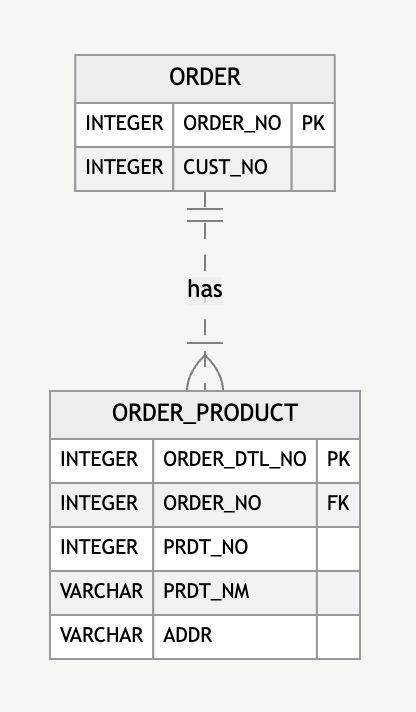 ORDER
INTEGER ORDER_NO PK
INTEGER CUST_NO
has
ORDER_PRODUCT
INTEGER ORDER_DTL_NO PK
INTEGER ORDER_NO FK
INTEGER PRDT_NO
VARCHAR PRDT_NM
VARCHAR ADDR